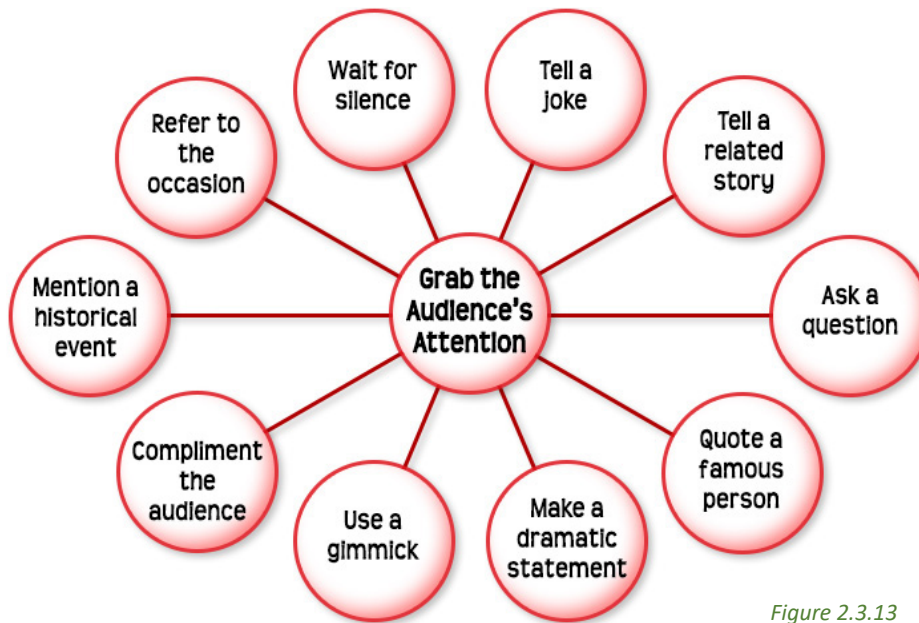 Wait for
silence
Tell a
joke
Refer to
the
occasion
Tell a
related
story
Mention a
historical
event
Grab the
Audience's
Attention
Ask a
question
Compliment
the
audience
Quote a
famous
person
Use a
gimmick
Make a
dramatic
statement
Figure 2.3.13